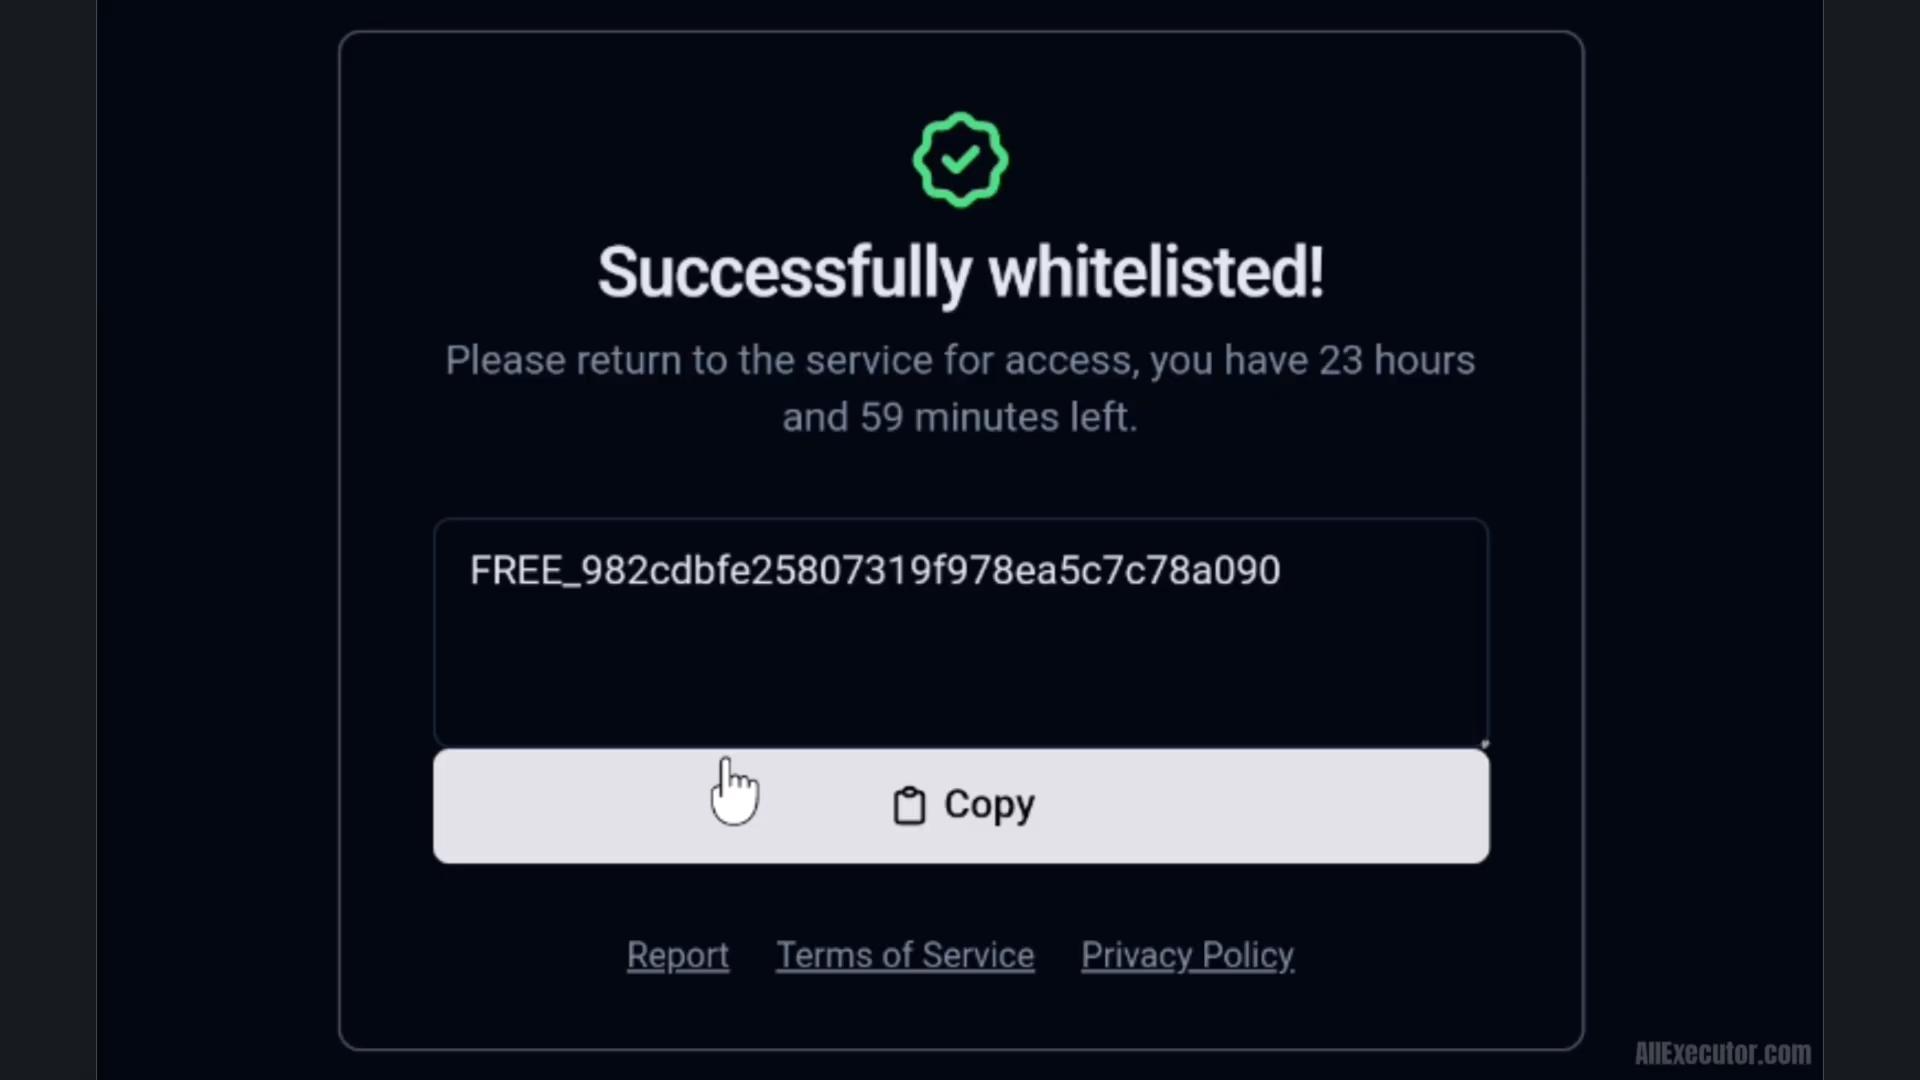 Successfully whitelisted!
Please return to the service for access, you have 23 hours
and 59 minutes left.
FREE_982cdbfe25807319f978ea5c7c78a090
Copy
Report Terms of Service Privacy Policy
AllExecutor.com